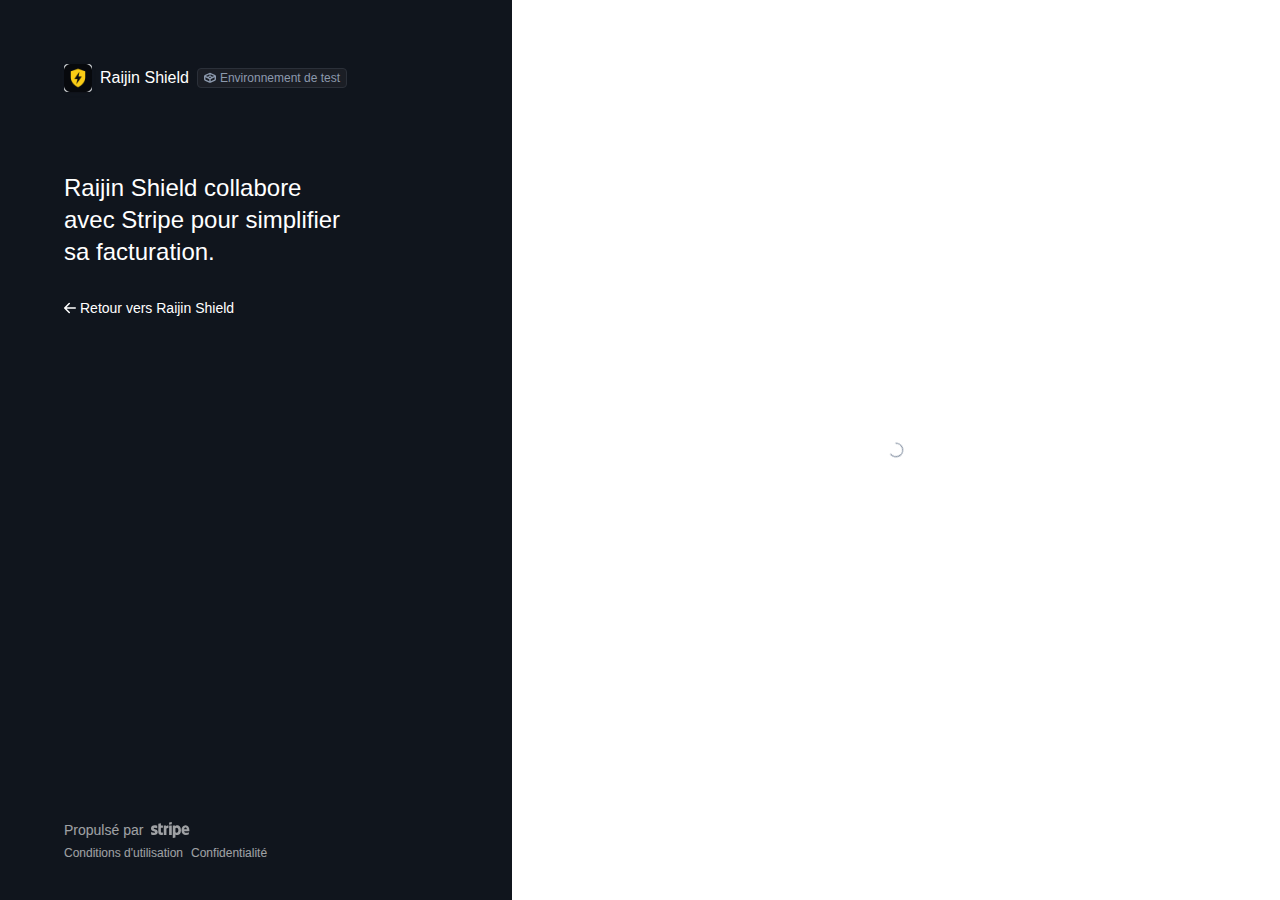 Raijin Shield Environnement de test
Raijin Shield collabore
avec Stripe pour simplifier
sa facturation.
Retour vers Raijin Shield
Propulsé par stripe
Conditions d'utilisation Confidentialité